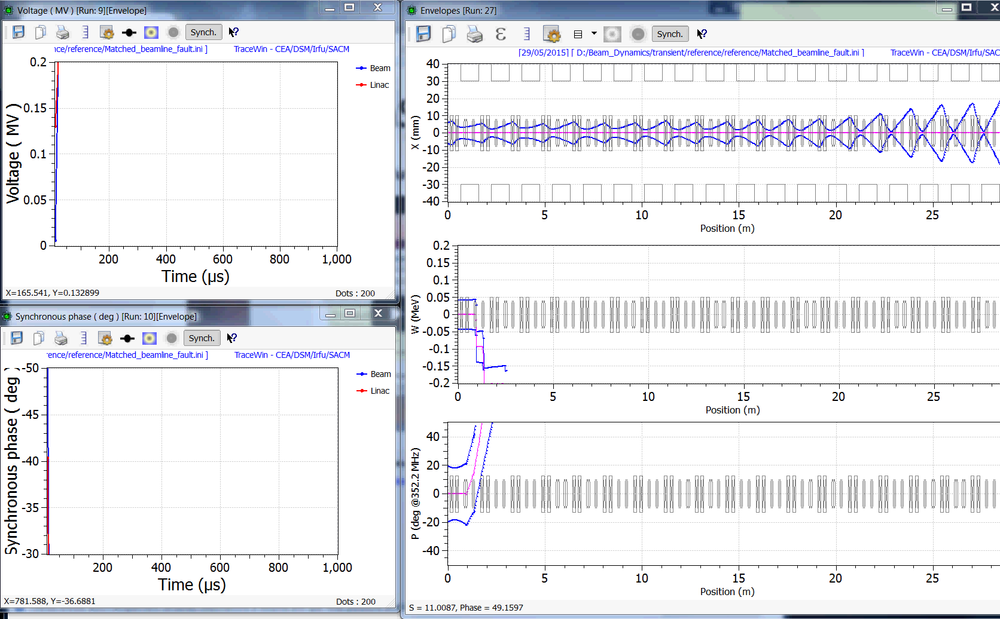 Voltage ( MV ) [Run: 9][Envelope]
Synch.
nce/reference/Matched_beamline_fault.ini ]
TraceWin - CEA/DSM/Irfu/SACM
0.2
0.15
0.1
0.05
0
Voltage ( MV )
200
400
600
800
1,000
Time (µs)
Beam
Linac
X=165.541, Y=0.132899
Dots : 200
Synchronous phase ( deg ) [Run: 10][Envelope]
Synch.
rence/reference/Matched_beamline_fault.ini ]
TraceWin - CEA/DSM/Irfu/SACM
-50
-45
-40
-35
-30
Synchronous phase ( deg )
200
400
600
800
1,000
Time (µs)
Beam
Linac
X=781.588, Y=-36.6881
Dots : 200
Envelopes [Run: 27]
ε
Synch.
[29/05/2015] [ D:/Beam_Dynamics/transient/reference/reference/Matched_beamline_fault.ini ]
TraceWin - CEA/DSM/Irfu/SAC
40
30
20
10
0
-10
-20
-30
-40
X (mm)
0
5
10
15
20
25
Position (m)
0.2
0.15
0.1
0.05
0
-0.05
-0.1
-0.15
-0.2
W (MeV)
0
5
10
15
20
25
Position (m)
40
20
0
-20
-40
P (deg @352.2 MHz)
0
5
10
15
20
25
Position (m)
S = 11.0087, Phase = 49.1597